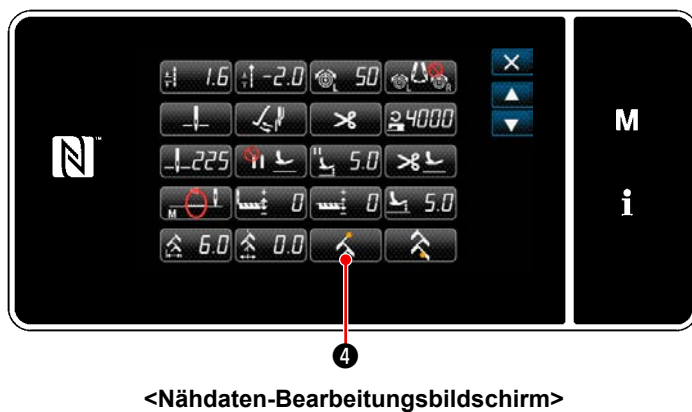 1.6 -2.0 L 50 L R
4000
225 5.0
M 0 0 5.0
6.0 0.0
M
i
N ™
4
<Nähdaten-Bearbeitungsbildschirm>